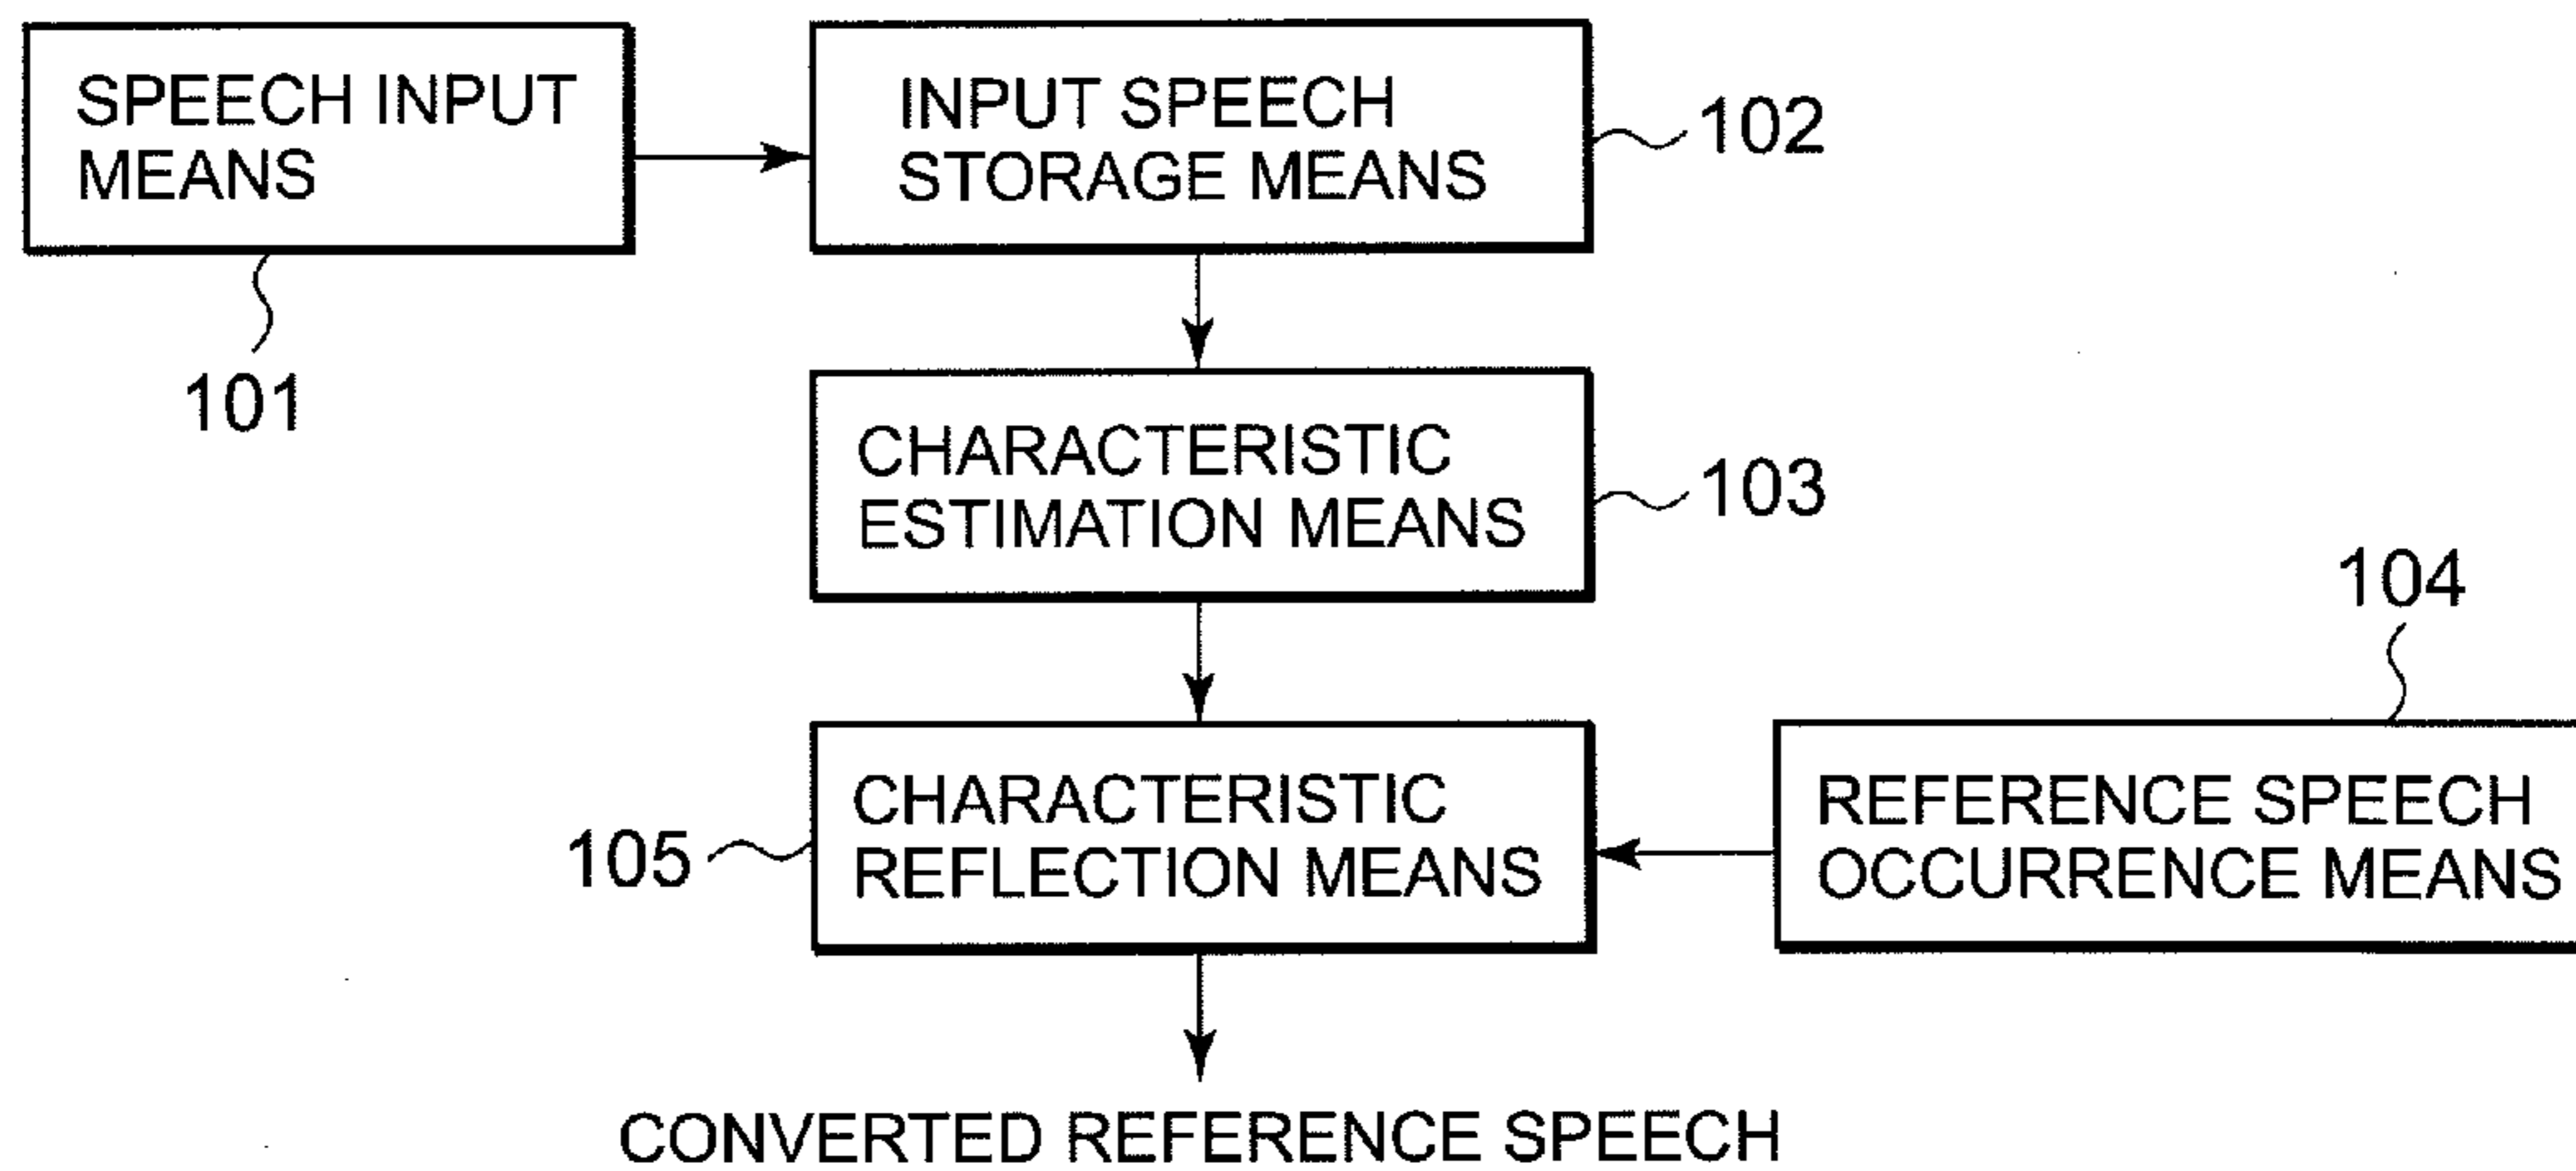 SPEECH INPUT
MEANS
101
INPUT SPEECH
STORAGE MEANS
102
CHARACTERISTIC
ESTIMATION MEANS
103
104
105
CHARACTERISTIC
REFLECTION MEANS
REFERENCE SPEECH
OCCURRENCE MEANS
CONVERTED REFERENCE SPEECH